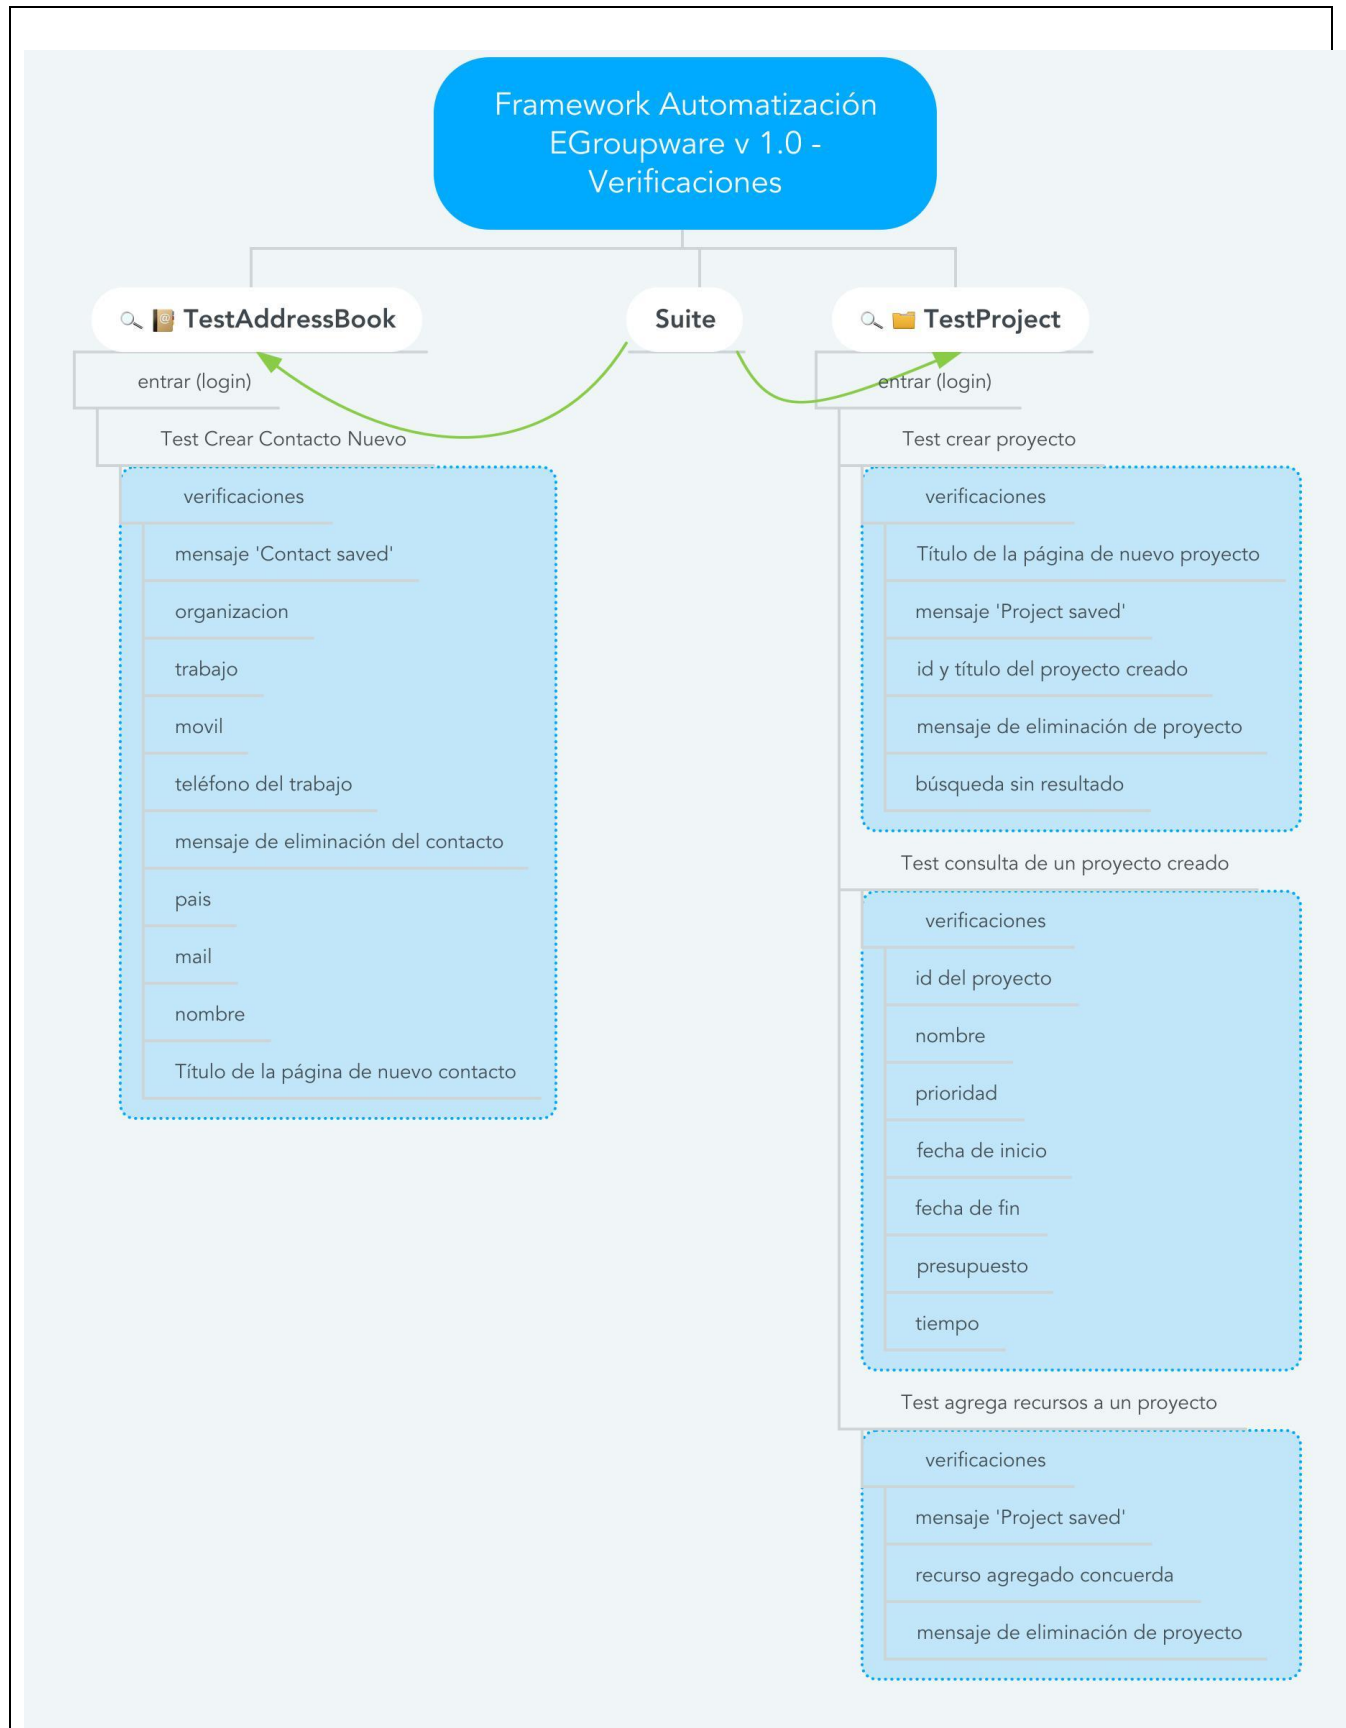 Framework Automatización
EGroupware v 1.0 -
Verificaciones
TestAddressBook
entrar (login)
Test Crear Contacto Nuevo
verificaciones
mensaje 'Contact saved'
organizacion
trabajo
movil
teléfono del trabajo
mensaje de eliminación del contacto
pais
mail
nombre
Título de la página de nuevo contacto
Suite
TestProject
entrar (login)
Test crear proyecto
verificaciones
Título de la página de nuevo proyecto
mensaje 'Project saved'
id y título del proyecto creado
mensaje de eliminación de proyecto
búsqueda sin resultado
Test consulta de un proyecto creado
verificaciones
id del proyecto
nombre
prioridad
fecha de inicio
fecha de fin
presupuesto
tiempo
Test agrega recursos a un proyecto
verificaciones
mensaje 'Project saved'
recurso agregado concuerda
mensaje de eliminación de proyecto